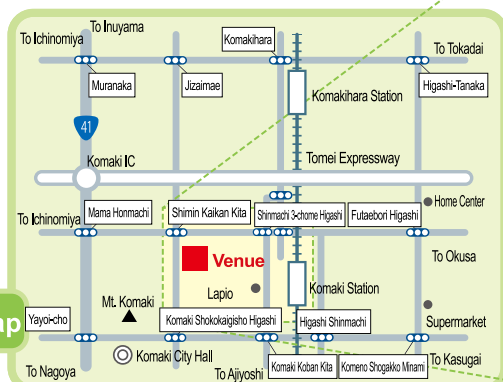 To Inuyama
To Ichinomiya
Komakihara
To Tokadai
Muranaka
Jizaimae
Komakihara Station
Higashi-Tanaka
41
Tomei Expressway
Komaki IC
Home Center
To Ichinomiya
Mama Honmachi
Shimin Kaikan Kita
Shinmachi 3-chome Higashi
Futaebori Higashi
Venue
To Okusa
Lapio
Komaki Station
Mt. Komaki
Supermarket
ap
Yayoi-cho
Komaki Shokokaigisho Higashi
Higashi Shinmachi
Komaki City Hall
Komaki Koban Kita
Komeno Shogakko Minami
To Kasugai
To Nagoya
To Ajiyoshi